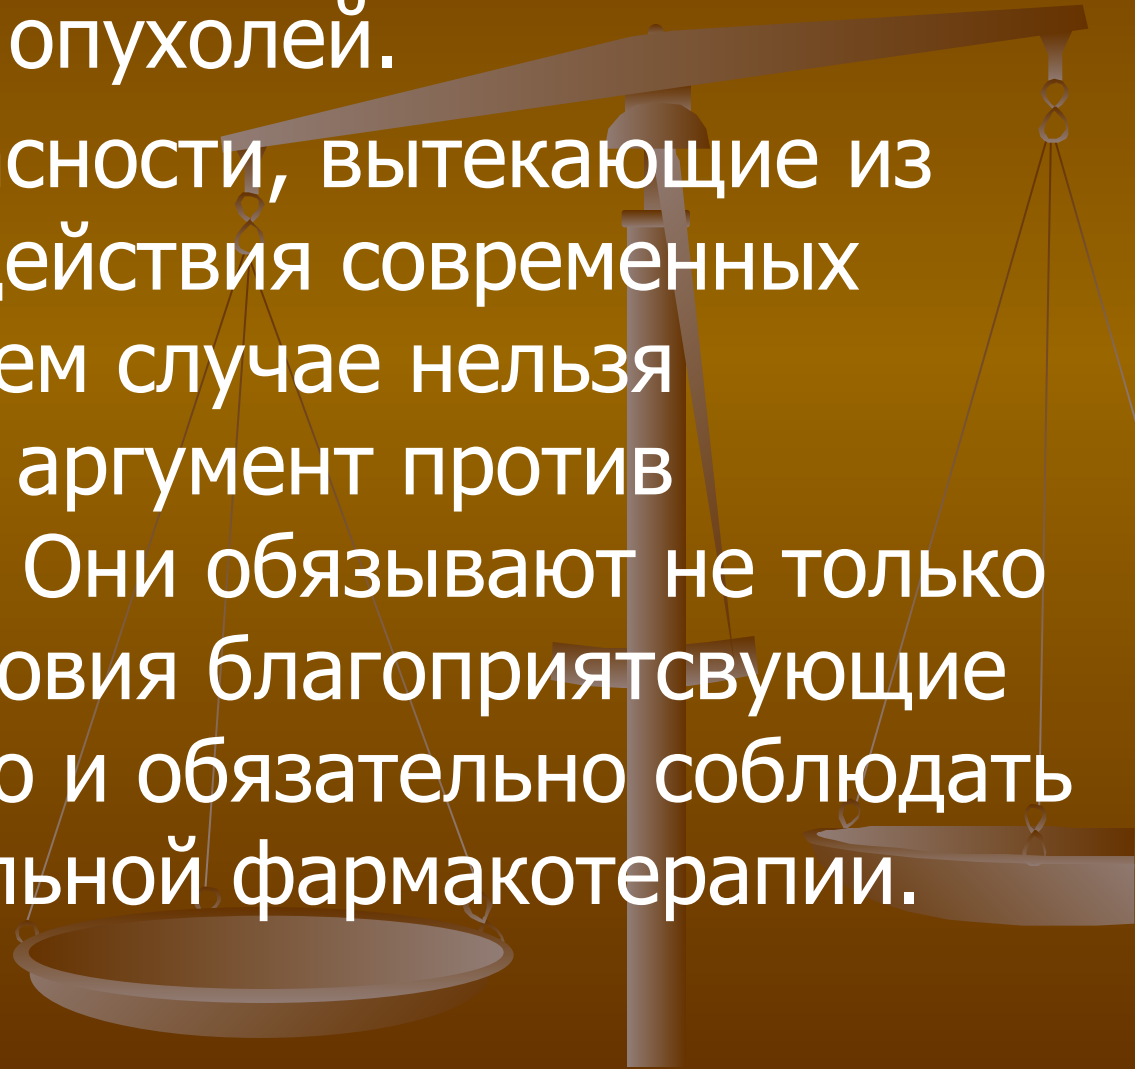 опухолей.
сности, вытекающие из
действия современных
ем случае нельзя
аргумент против
Они обязывают не только
овия благоприятсвующие
о и обязательно соблюдать
льной фармакотерапии.